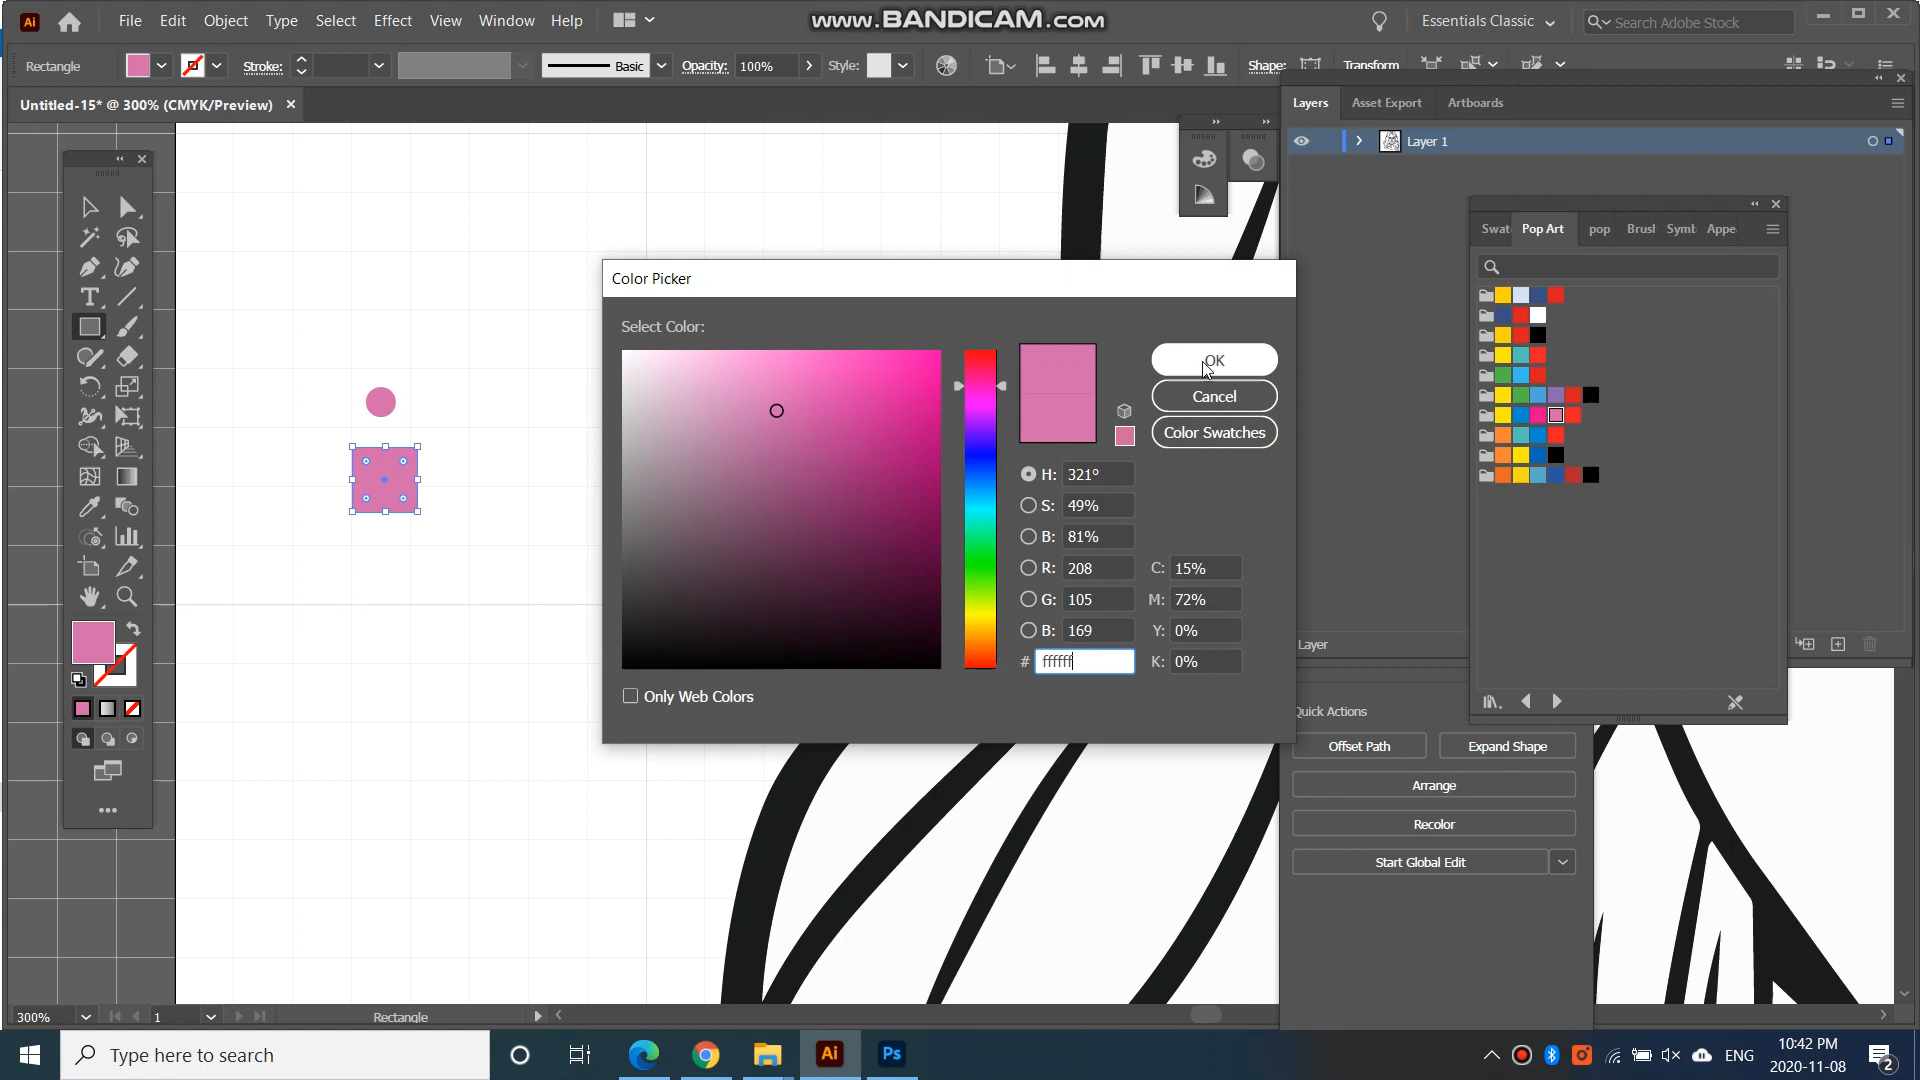 Ai File Edit Object Type Select Effect View Window Help www.BANDICAM.com Essentials Classic Search Adobe Stock
Rectangle Stroke: Basic Opacity: 100% Style: Shape: Transform
Untitled-15* @ 300% (CMYK/Preview)
Layers Asset Export Artboards
Layer 1
Swat Pop Art pop Brush Symb Appe
Color Picker
Select Color:
OK
Cancel
Color Swatches
H: 321°
S: 49%
B: 81%
R: 208 C: 15%
G: 105 M: 72%
B: 169 Y: 0%
# ffffff K: 0%
Only Web Colors
Layer
Quick Actions
Offset Path Expand Shape
Arrange
Recolor
Start Global Edit
300% 1 Rectangle
Type here to search Ai Ps ENG 10:42 PM
2020-11-08 2